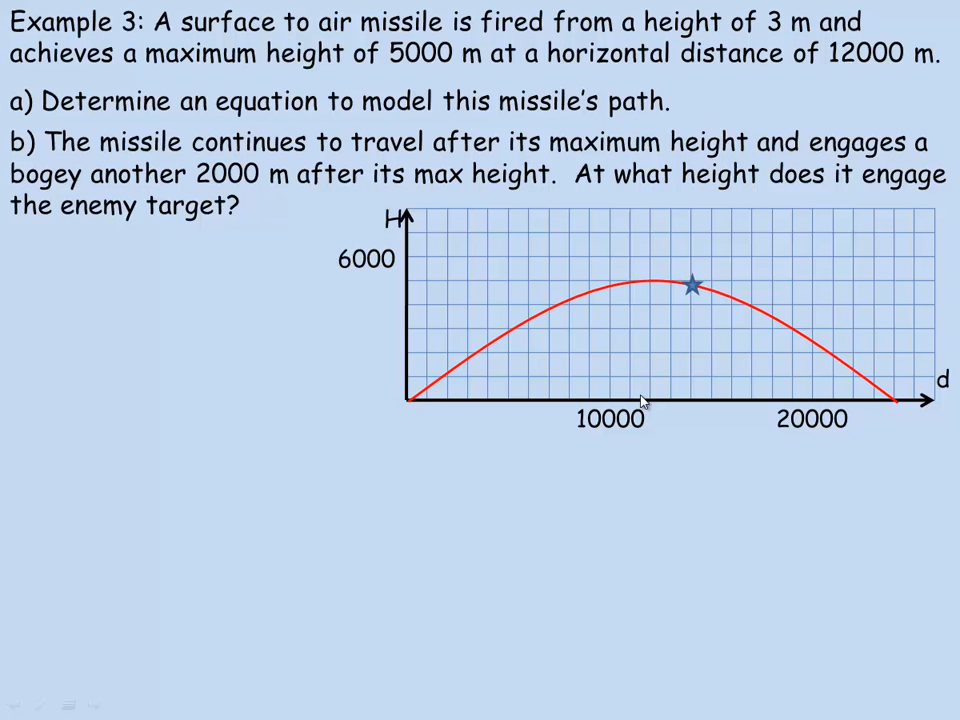 Example 3: A surface to air missile is fired from a height of 3 m and
achieves a maximum height of 5000 m at a horizontal distance of 12000 m.
a) Determine an equation to model this missile's path.
b) The missile continues to travel after its maximum height and engages a
bogey another 2000 m after its max height.  At what height does it engage
the enemy target?
H
6000
d
10000
20000